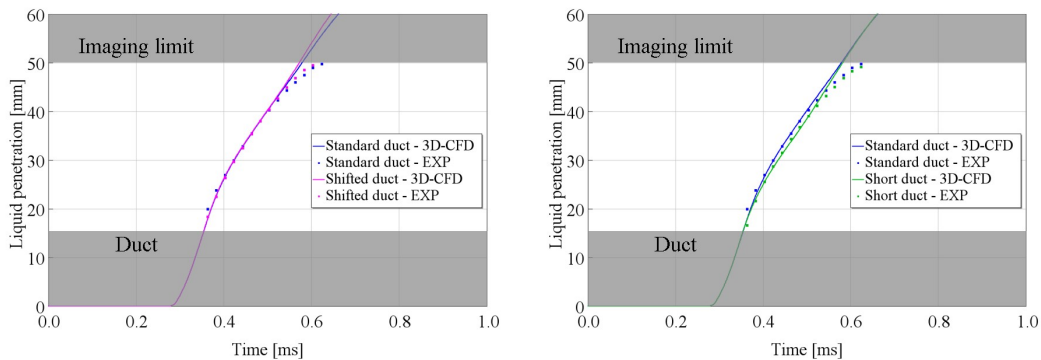 60
50
40
30
20
10
0
Liquid penetration [mm]
Imaging limit
Standard duct - 3D-CFD
Standard duct - EXP
Shifted duct - 3D-CFD
Shifted duct - EXP
Duct
0.0 0.2 0.4 0.6 0.8 1.0
Time [ms]
60
50
40
30
20
10
0
Liquid penetration [mm]
Imaging limit
Standard duct - 3D-CFD
Standard duct - EXP
Short duct - 3D-CFD
Short duct - EXP
Duct
0.0 0.2 0.4 0.6 0.8 1.0
Time [ms]